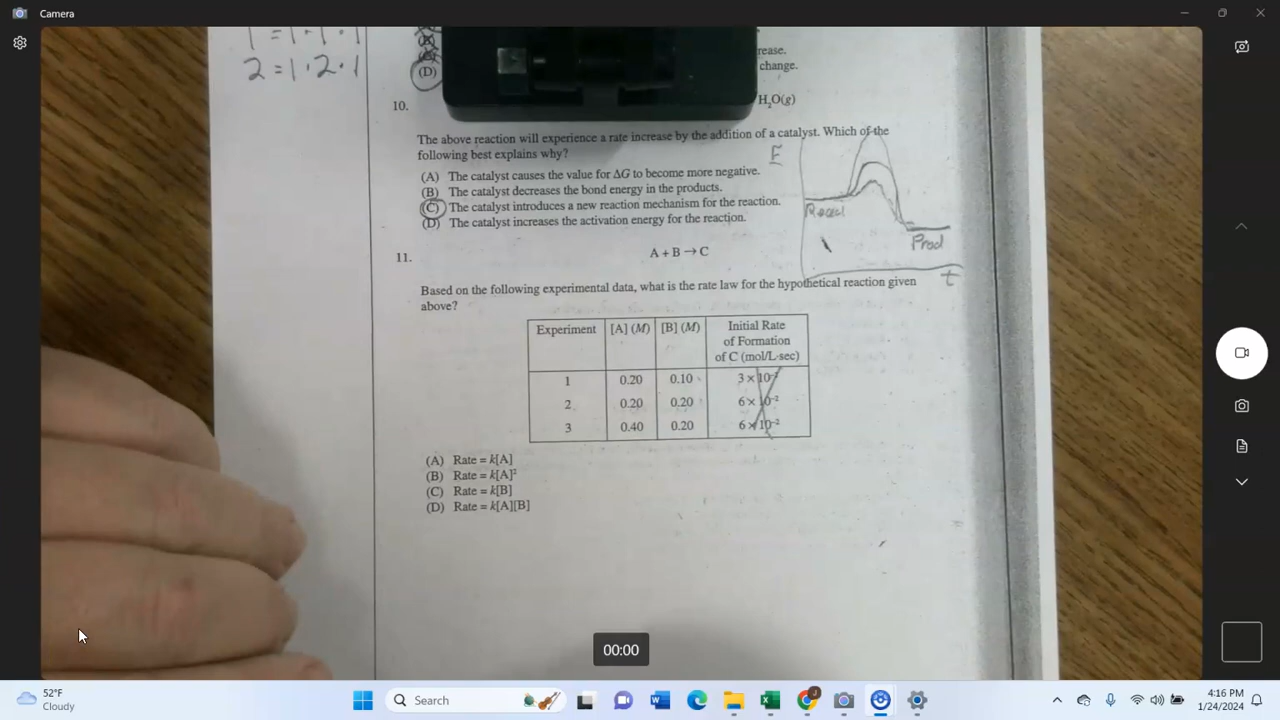 Camera
1 = 1 · 1 · 1
2 = 1 · 2 · 1
(D)
rease.
change.
10.
H₂O(g)
The above reaction will experience a rate increase by the addition of a catalyst. Which of the
following best explains why?
(A) The catalyst causes the value for ΔG to become more negative.
(B) The catalyst decreases the bond energy in the products.
(C) The catalyst introduces a new reaction mechanism for the reaction.
(D) The catalyst increases the activation energy for the reaction.
E
React
Prod
t
11.
A + B → C
Based on the following experimental data, what is the rate law for the hypothetical reaction given
above?
Experiment [A] (M) [B] (M) Initial Rate
of Formation
of C (mol/L·sec)
1 0.20 0.10 3 ×
2 0.20 0.20 6 × 10⁻²
3 0.40 0.20 6 × 10⁻²
(A) Rate = k[A]
(B) Rate = k[A]²
(C) Rate = k[B]
(D) Rate = k[A][B]
00:00
52°F
Cloudy
Search
4:16 PM
1/24/2024